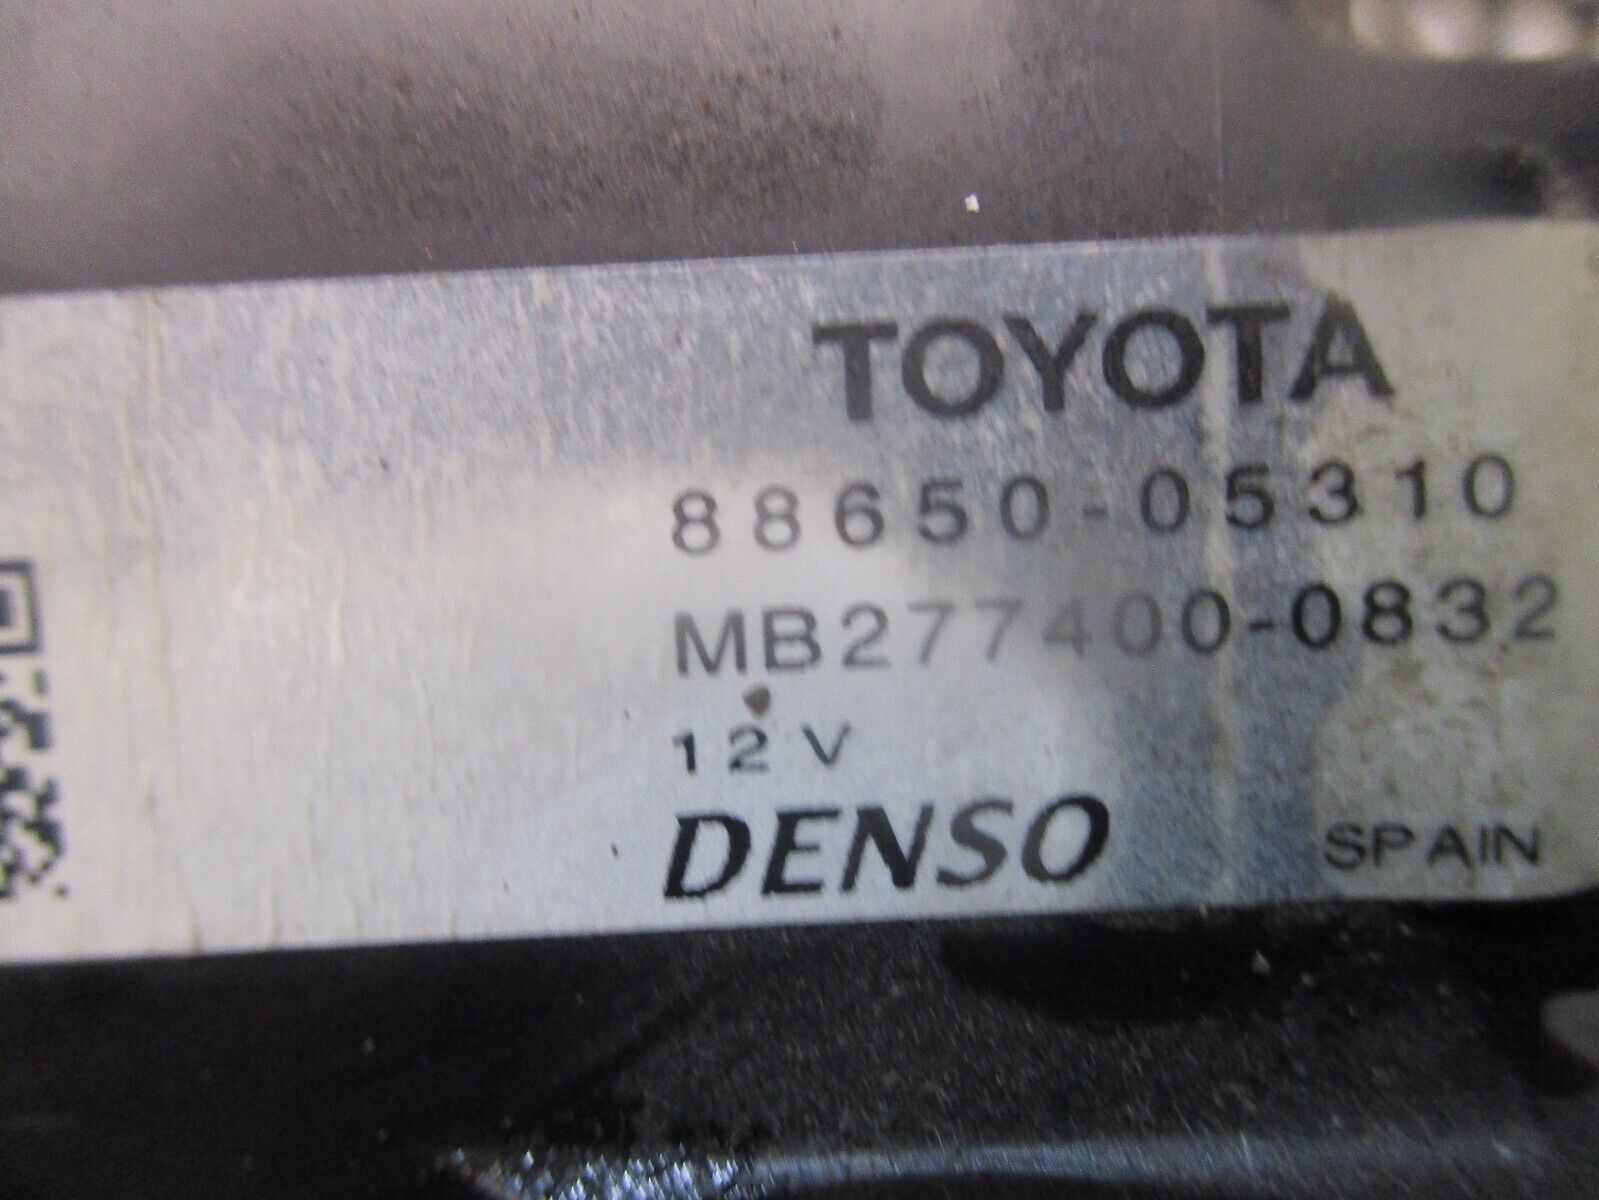 TOYOTA
88650-05310
MB277400-0832
12V
DENSO SPAIN